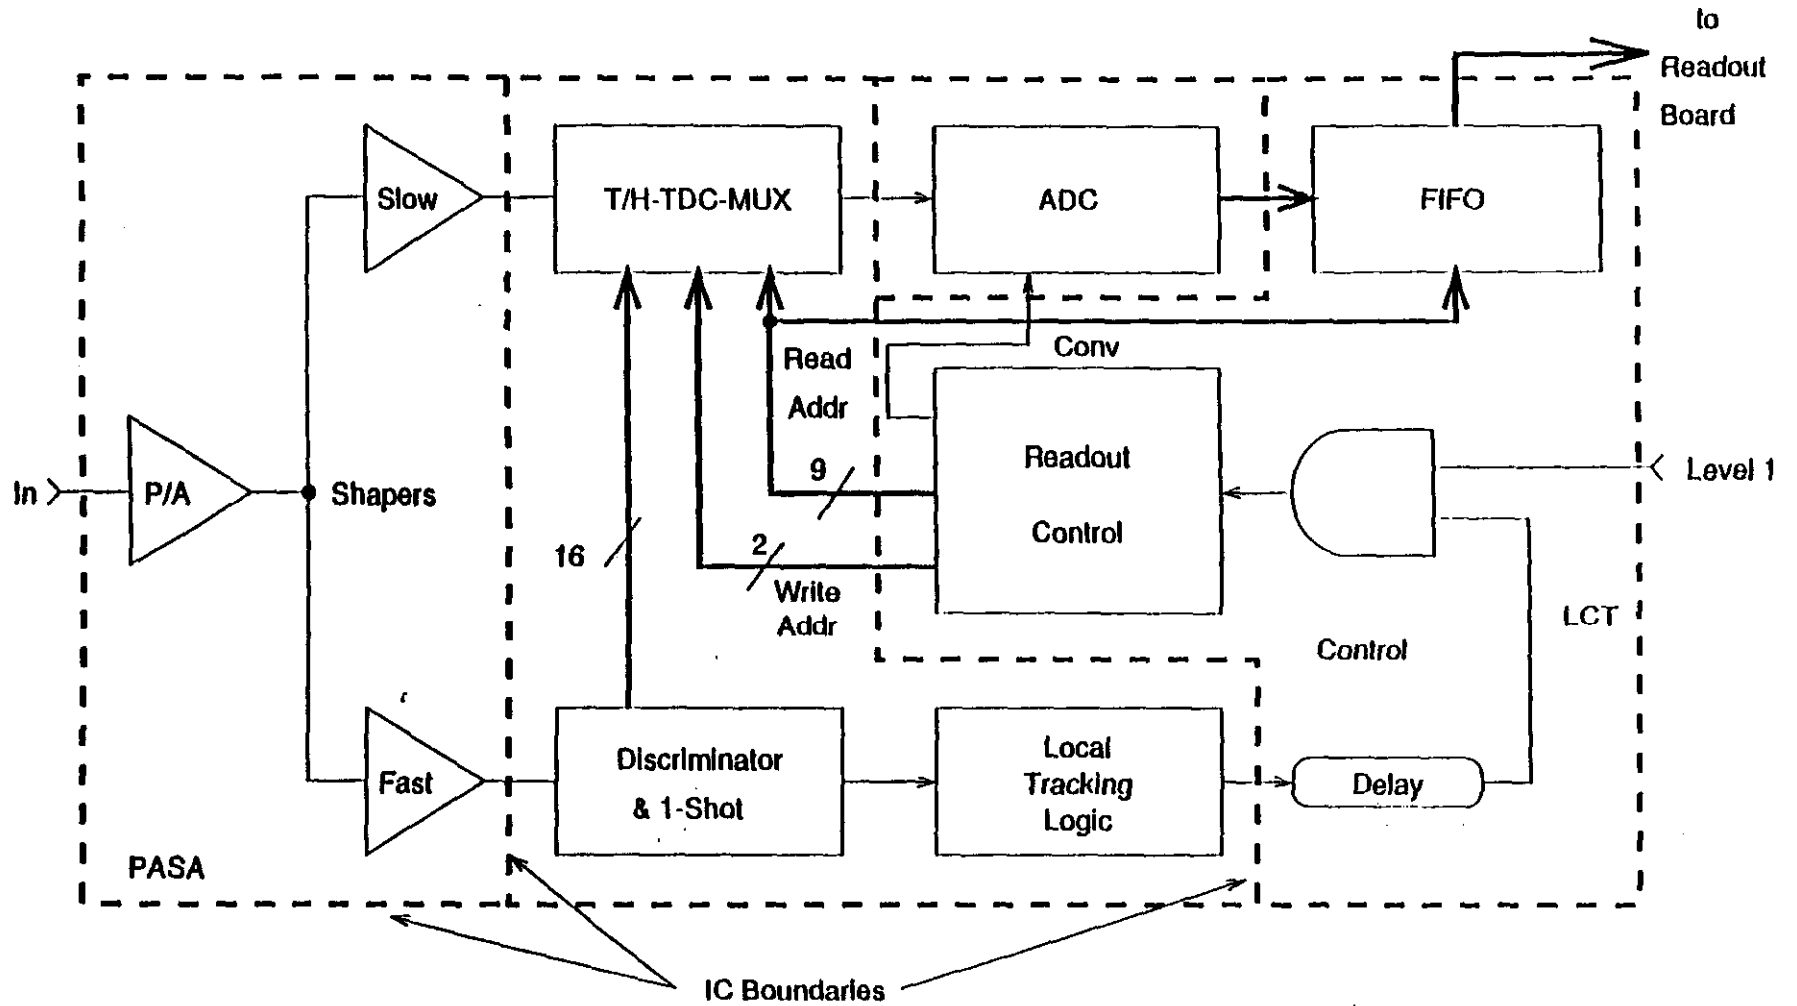 to
Readout
Board
Slow
T/H-TDC-MUX
ADC
FIFO
Read
Addr
Conv
Readout
Control
Level 1
In
P/A
Shapers
9
16
2
Write
Addr
LCT
Control
Fast
Discriminator
& 1-Shot
Local
Tracking
Logic
Delay
PASA
IC Boundaries